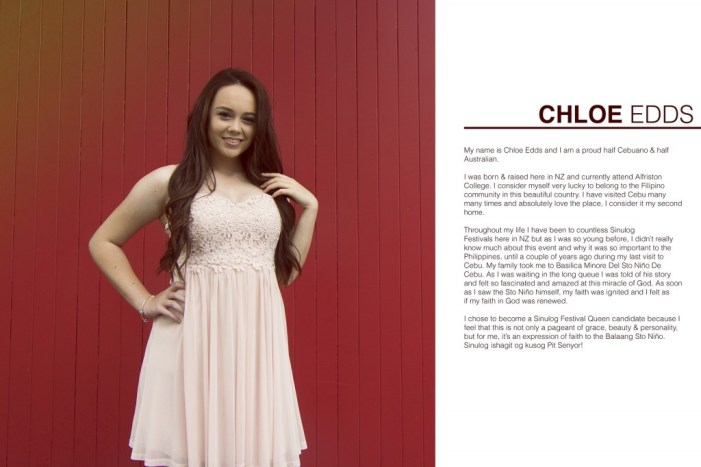 CHLOE EDDS
My name is Chloe Edds and I am a proud half Cebuano & half
Australian.
I was born & raised here in NZ and currently attend Alfriston
College, I consider myself very lucky to belong to the Filipino
community in this beautiful country. I have visited Cebu many
many times and absolutely love the place, I consider it my second
home.
Throughout my life I have been to countless Sinulog
Festivals here in NZ but as I was so young before, I didn't really
know much about this event and why it was so important to the
Philippines, until a couple of years ago during my last visit to
Cebu. My family took me to Basilica Minore Del Sto Niño De
Cebu. As I was waiting in the long queue I was told of his story
and felt so fascinated and amazed at this miracle of God. As soon
as I saw the Sto Niño himself, my faith was ignited and I felt as
if my faith in God was renewed.
I chose to become a Sinulog Festival Queen candidate because I
feel that this is not only a pageant of grace, beauty & personality,
but for me, it's an expression of faith to the Balaang Sto Niño.
Sinulog ishagit og kusog Pit Senyor!